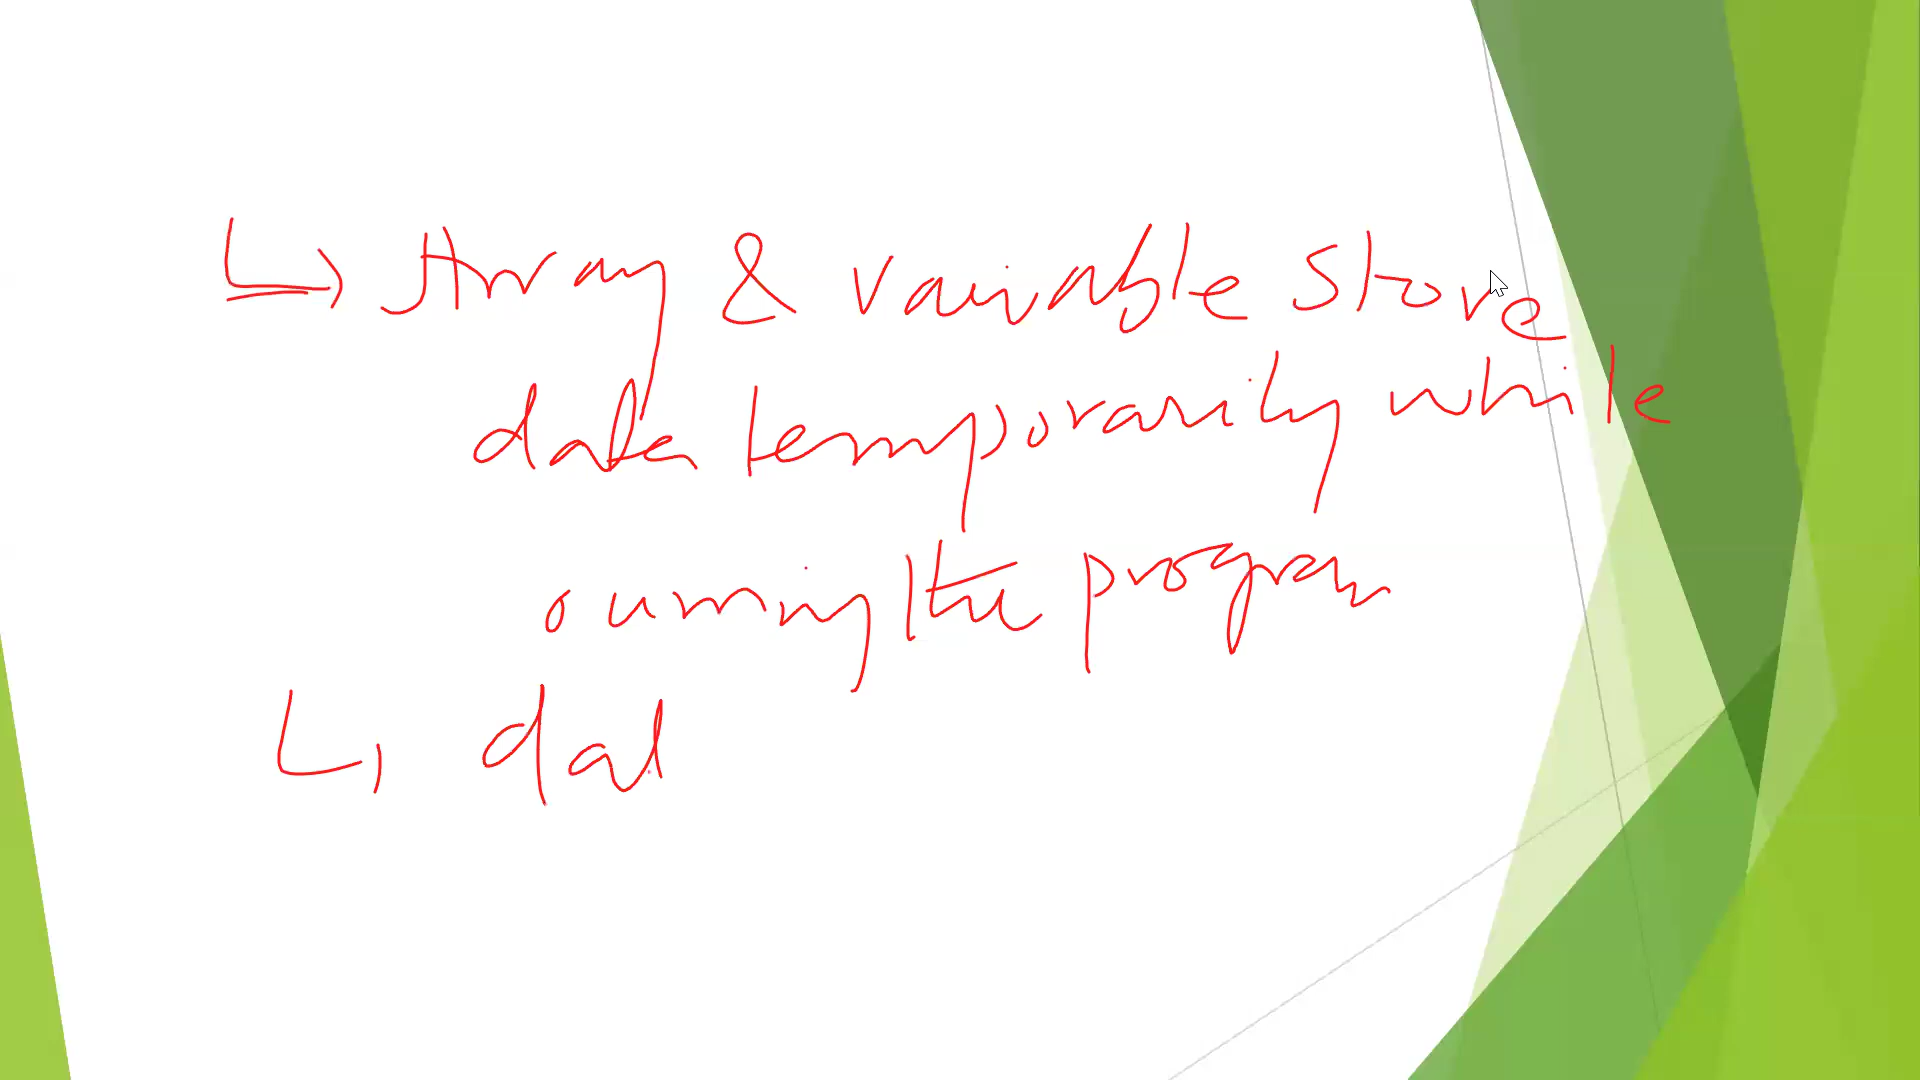 ↳ Array & variable store
data temporarily while
running the program
↳ dat